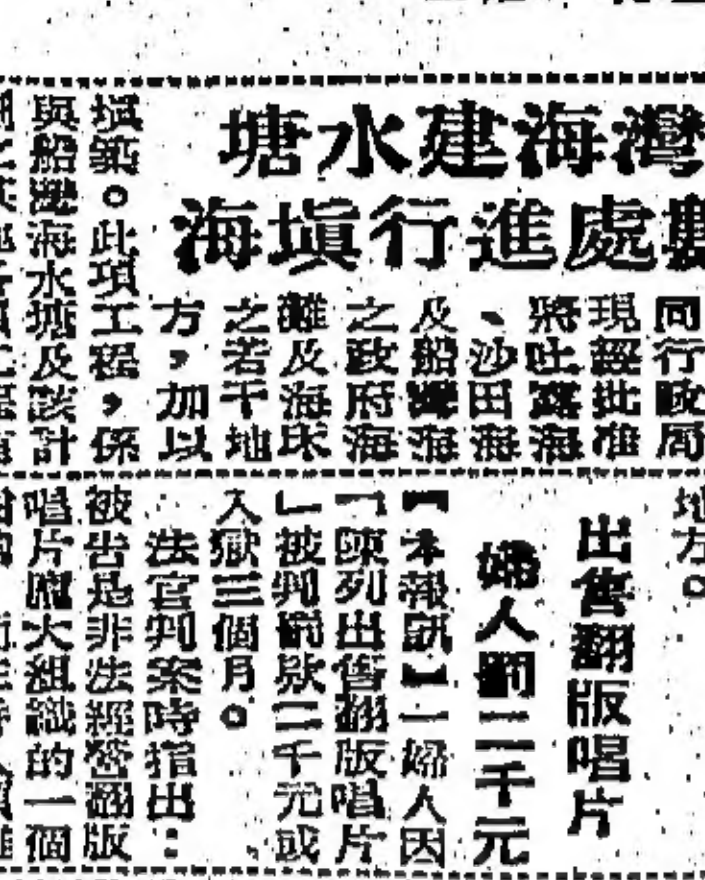 灣海建水塘
處進行塡海
同行政局
現經批准
將吐露海
、沙田海
及船灣海
之政府海
灘及海床
之若干地
方,加以
塡築。此項工程,係
與船灣海水塘及該計
地方。
出售翻版唱片
婦人罰二千元
【本報訊】一婦人因
「陳列出售翻版唱片
」被判罰欵二千元或
入獄三個月。
法官判案時指出:
被告是非法經營翻版
唱片龐大組織的一個